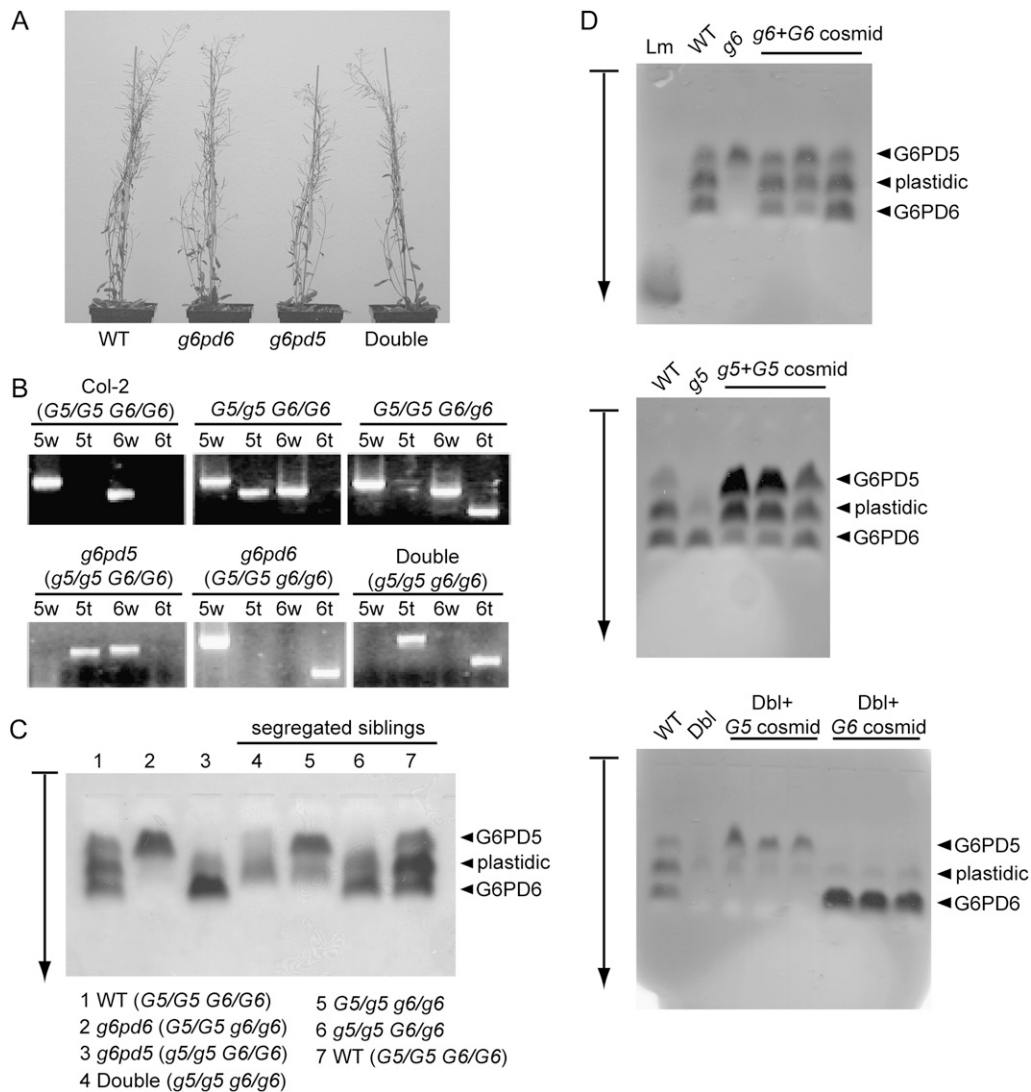 A
WT g6pd6 g6pd5 Double
B
Col-2
(G5/G5 G6/G6) G5/g5 G6/G6 G5/G5 G6/g6
5w 5t 6w 6t 5w 5t 6w 6t 5w 5t 6w 6t
g6pd5 g6pd6 Double
(g5/g5 G6/G6) (G5/G5 g6/g6) (g5/g5 g6/g6)
5w 5t 6w 6t 5w 5t 6w 6t 5w 5t 6w 6t
C
segregated siblings
1 2 3 4 5 6 7
G6PD5
plastidic
G6PD6
1 WT (G5/G5 G6/G6)
2 g6pd6 (G5/G5 g6/g6)
3 g6pd5 (g5/g5 G6/G6)
4 Double (g5/g5 g6/g6)
5 G5/g5 g6/g6
6 g5/g5 G6/g6
7 WT (G5/G5 G6/G6)
D
Lm WT g6 g6+G6 cosmid
G6PD5
plastidic
G6PD6
WT g5 g5+G5 cosmid
G6PD5
plastidic
G6PD6
WT Dbl Dbl+ G5 cosmid Dbl+ G6 cosmid
G6PD5
plastidic
G6PD6